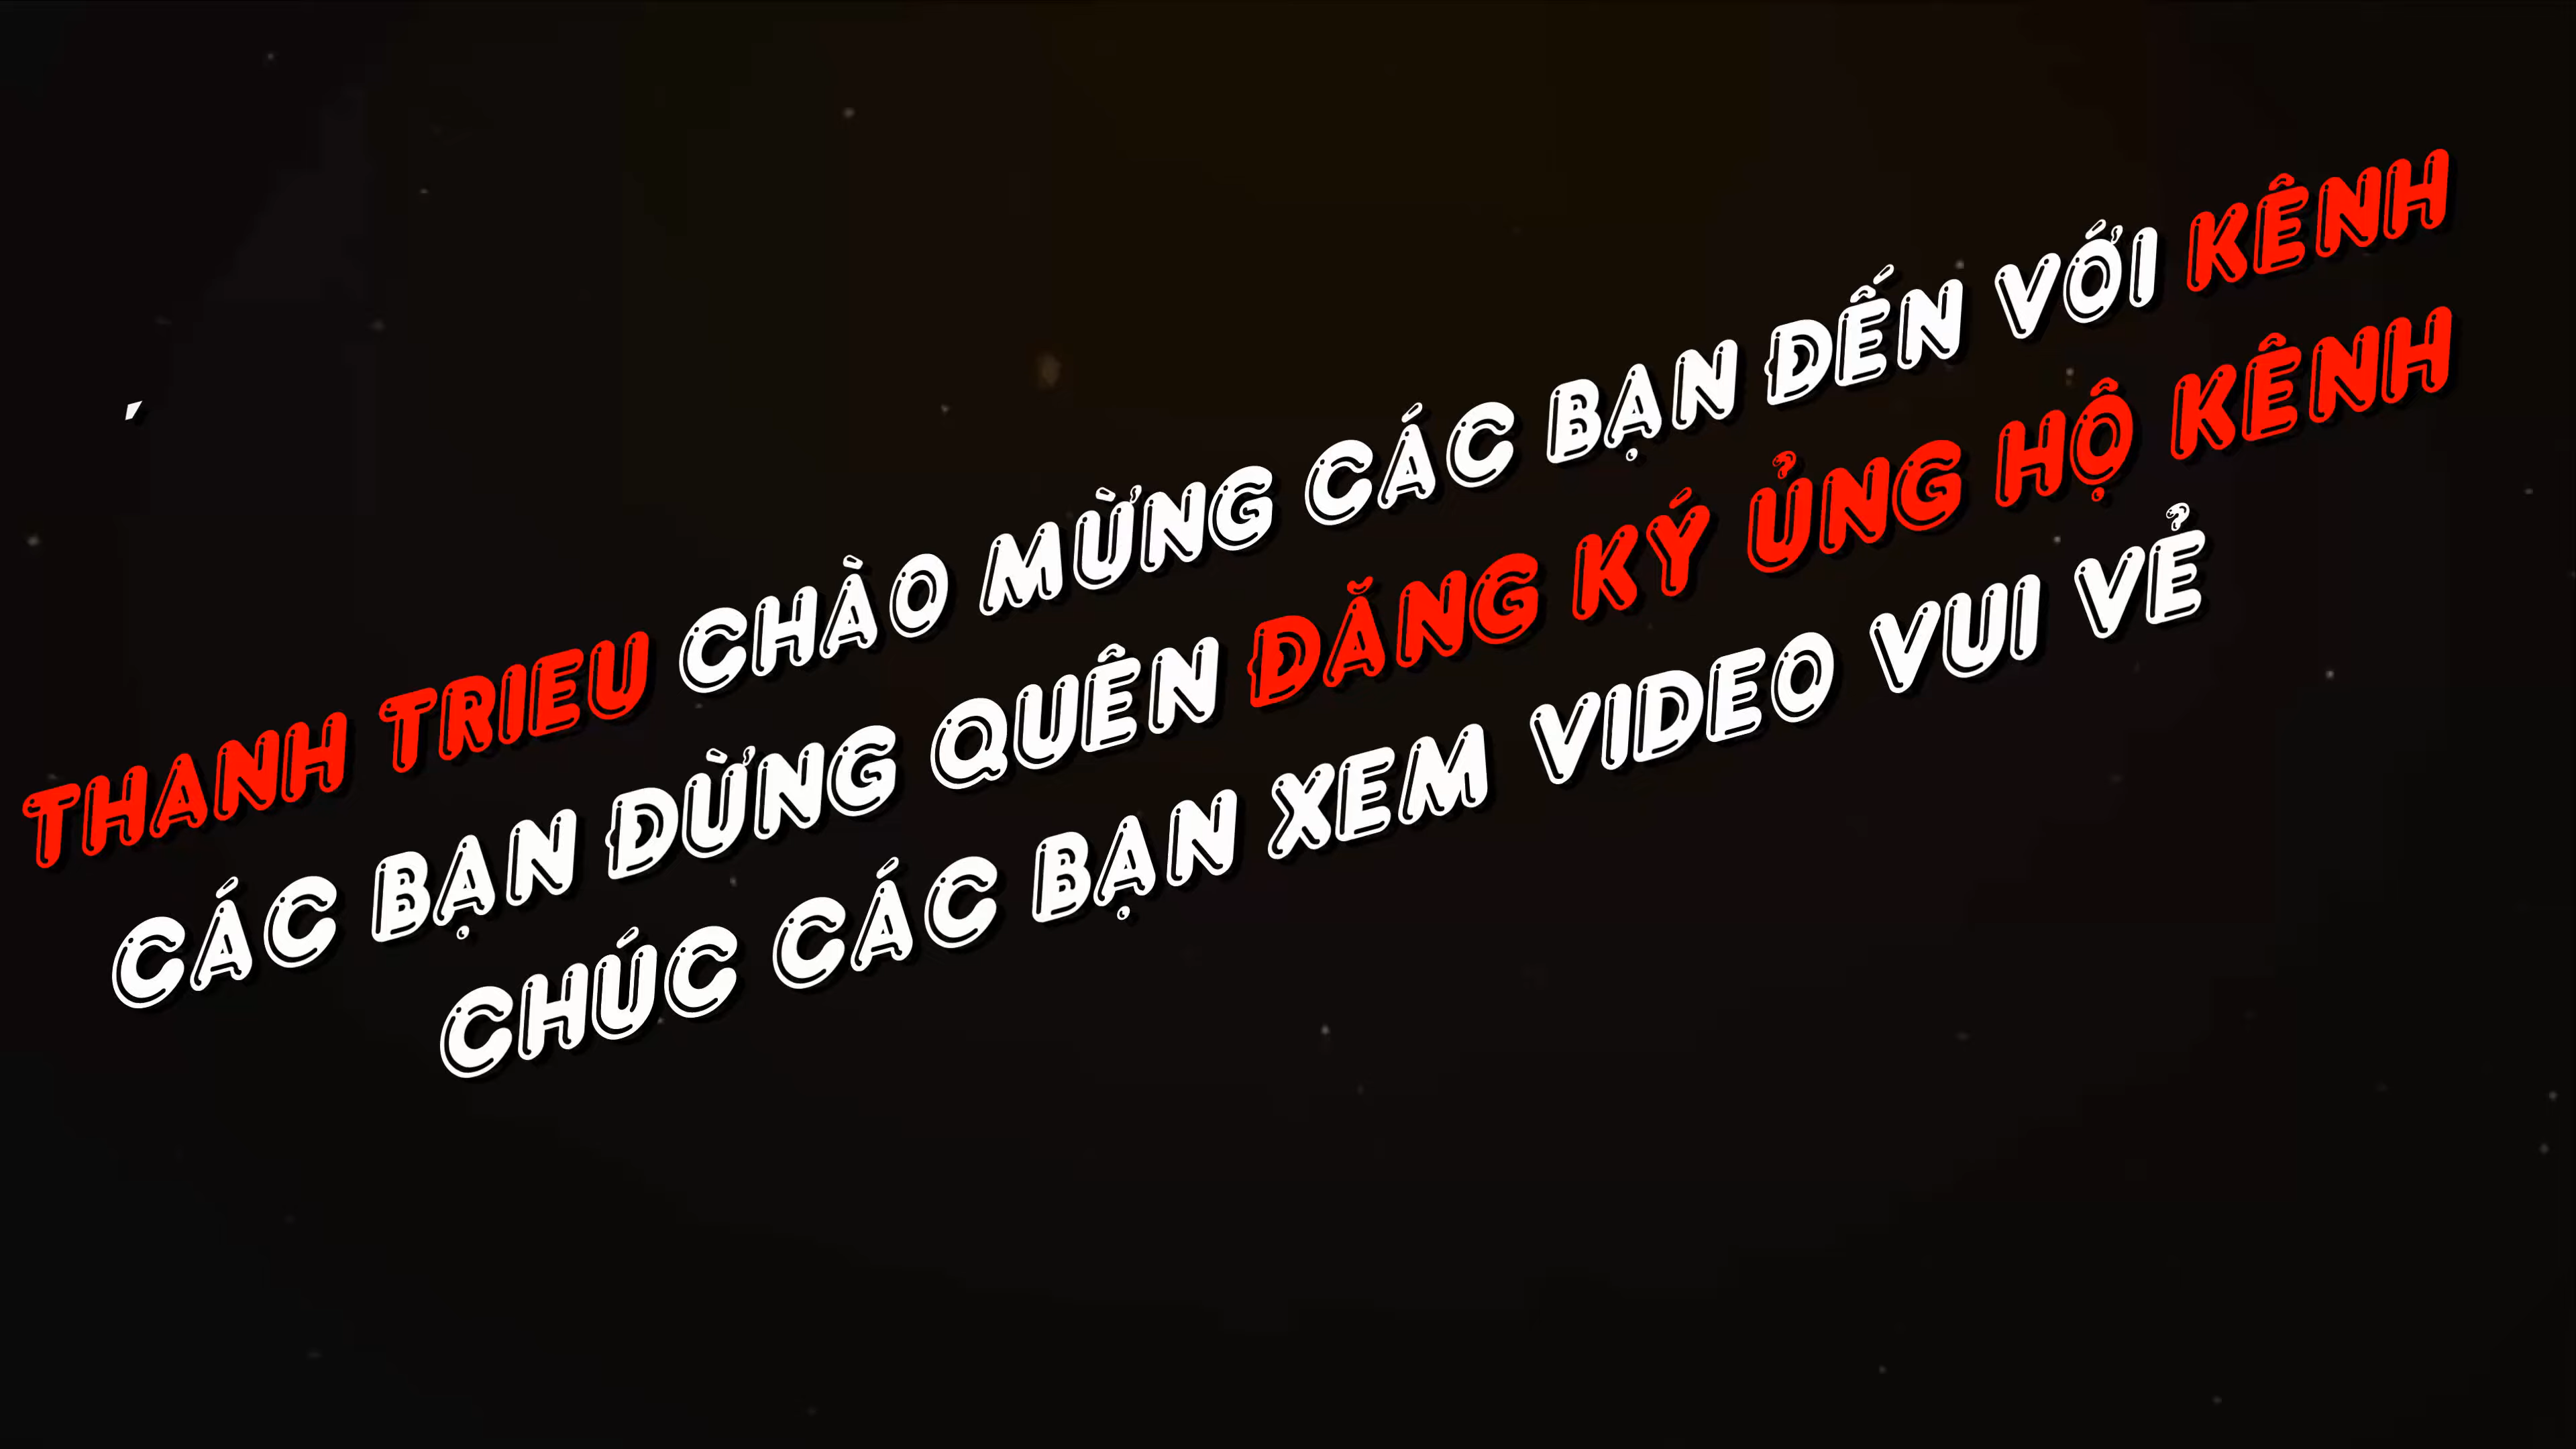 THANH TRIEU CHÀO MỪNG CÁC BẠN ĐẾN VỚI KÊNH
CÁC BẠN ĐỪNG QUÊN ĐĂNG KÝ ỦNG HỘ KÊNH
CHÚC CÁC BẠN XEM VIDEO VUI VẺ